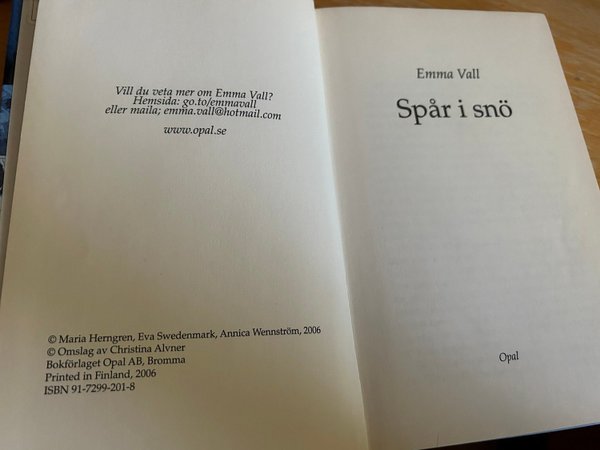 Vill du veta mer om Emma Vall?
Hemsida: go.to/emmavall
eller maila; emma.vall@hotmail.com
www.opal.se
© Maria Herngren, Eva Swedenmark, Annica Wennström, 2006
© Omslag av Christina Alvner
Bokförlaget Opal AB, Bromma
Printed in Finland, 2006
ISBN 91-7299-201-8
Emma Vall
Spår i snö
Opal